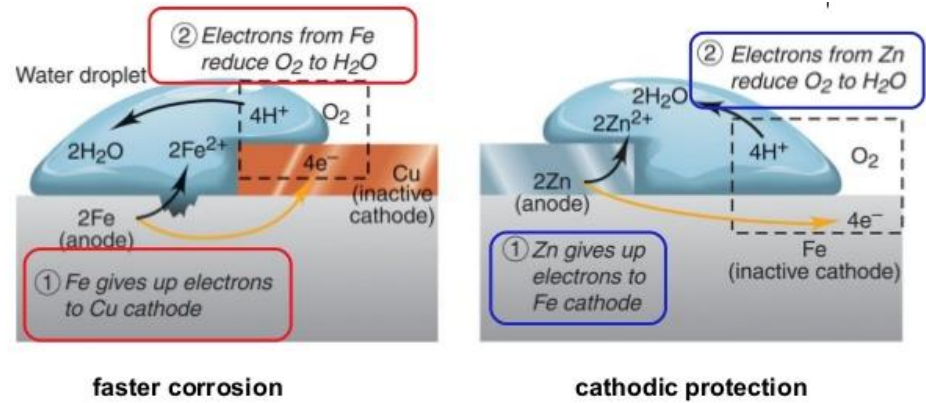 ② Electrons from Fe
reduce O2 to H2O
Water droplet
4H+
O2
2H2O
2Fe2+
4e–
Cu
(inactive
cathode)
2Fe
(anode)
① Fe gives up electrons
to Cu cathode
faster corrosion
② Electrons from Zn
reduce O2 to H2O
2H2O
2Zn2+
4H+
O2
2Zn
(anode)
4e–
Fe
(inactive cathode)
① Zn gives up
electrons to
Fe cathode
cathodic protection